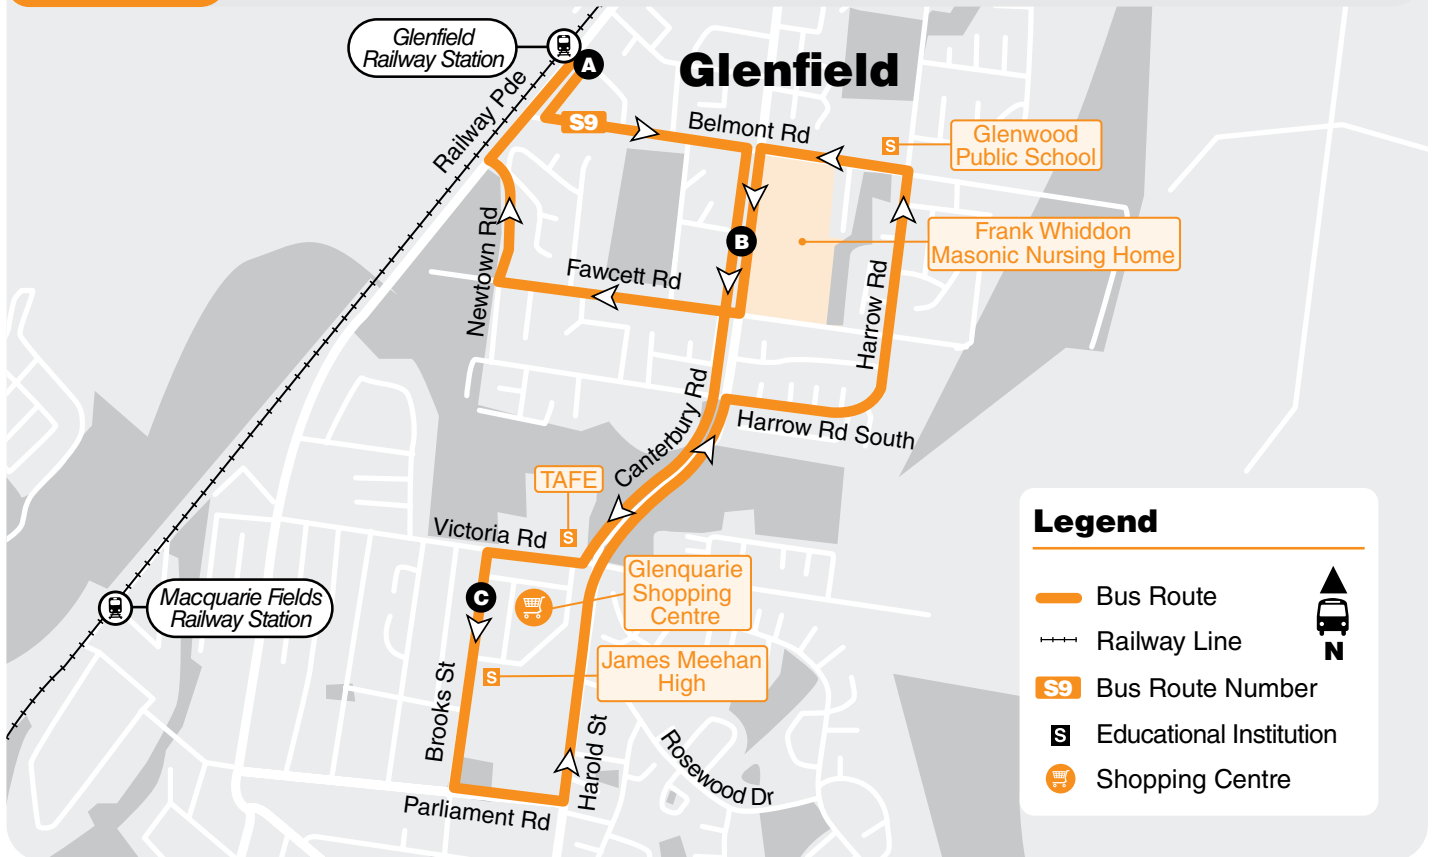 Glenfield
Railway Station
A
Glenfield
Railway Pde
S9
Belmont Rd
S
Glenwood
Public School
B
Frank Whiddon
Masonic Nursing Home
Newtown Rd
Fawcett Rd
Harrow Rd
Canterbury Rd
Harrow Rd South
TAFE
S
Victoria Rd
Glenquarie
Shopping
Centre
C
Macquarie Fields
Railway Station
James Meehan
High
S
Brooks St
Harold St
Rosewood Dr
Parliament Rd
Legend
Bus Route
Railway Line
N
S9 Bus Route Number
S Educational Institution
Shopping Centre